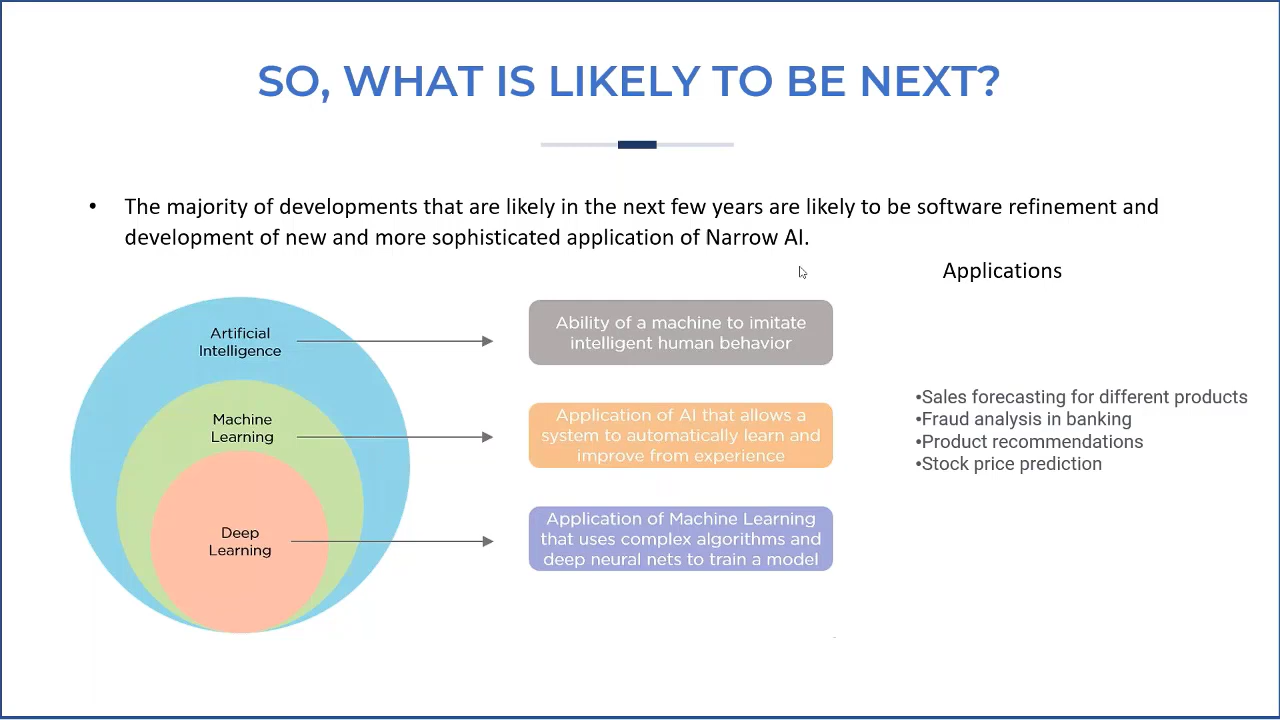 SO, WHAT IS LIKELY TO BE NEXT?
• The majority of developments that are likely in the next few years are likely to be software refinement and
development of new and more sophisticated application of Narrow AI.
Applications
Artificial
Intelligence
Ability of a machine to imitate
intelligent human behavior
Machine
Learning
Application of AI that allows a
system to automatically learn and
improve from experience
•Sales forecasting for different products
•Fraud analysis in banking
•Product recommendations
•Stock price prediction
Deep
Learning
Application of Machine Learning
that uses complex algorithms and
deep neural nets to train a model